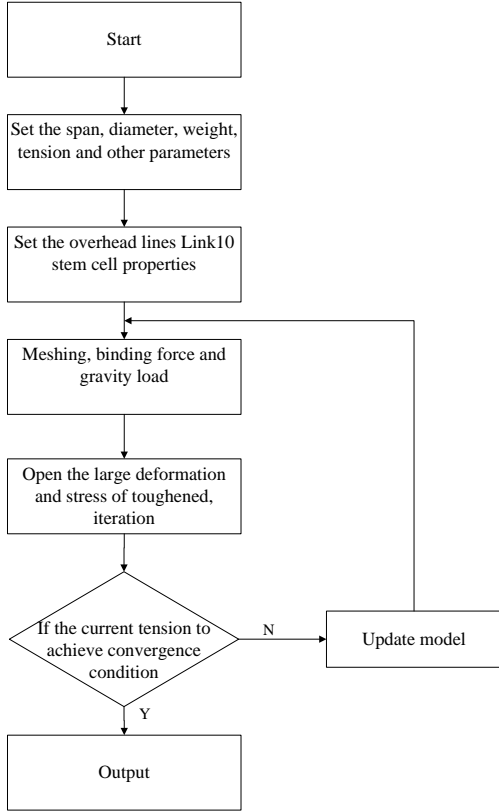 Start
Set the span, diameter, weight,
tension and other parameters
Set the overhead lines Link10
stem cell properties
Meshing, binding force and
gravity load
Open the large deformation
and stress of toughened,
iteration
If the current tension to
achieve convergence
condition
N
Update model
Y
Output